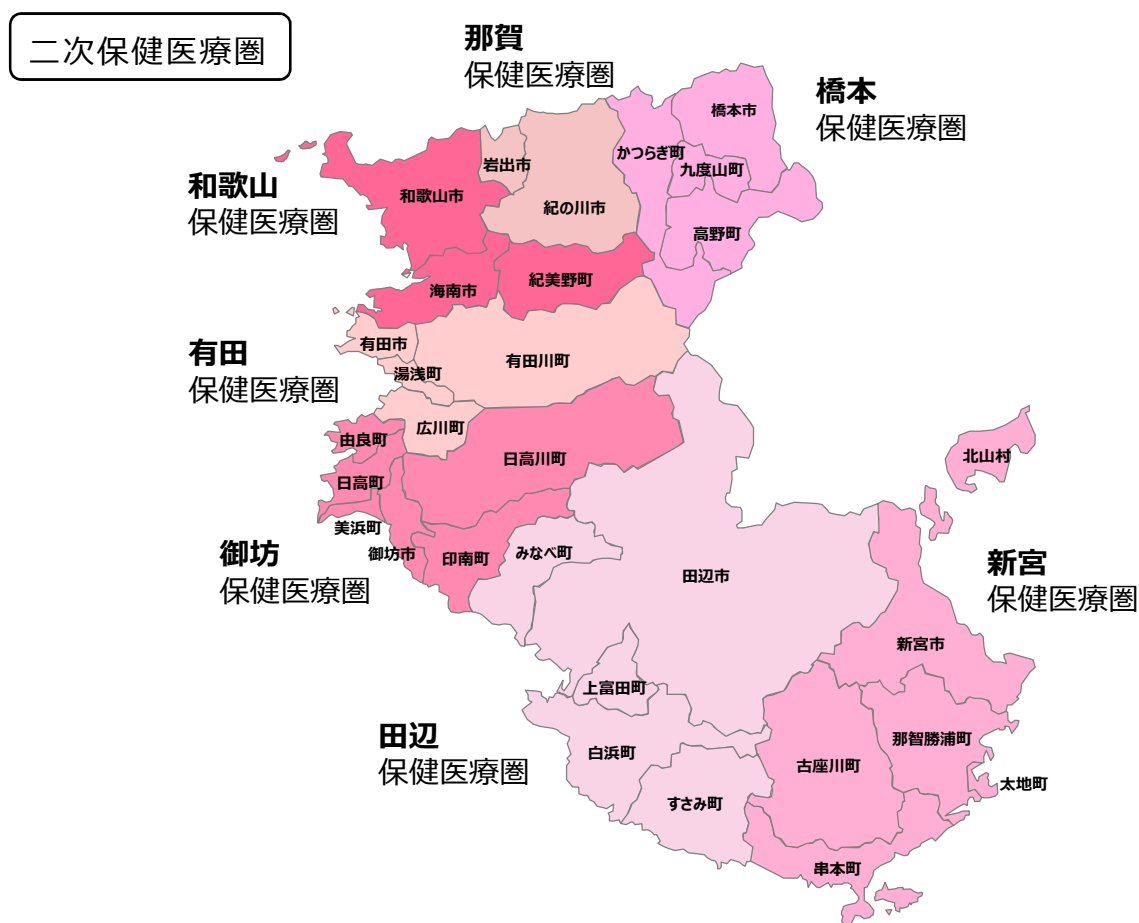 二次保健医療圏
那賀
保健医療圏
橋本
保健医療圏
和歌山
保健医療圏
橋本市
かつらぎ町
岩出市
九度山町
和歌山市
紀の川市
高野町
紀美野町
海南市
有田
保健医療圏
有田市
有田川町
湯浅町
広川町
由良町
日高川町
北山村
日高町
美浜町
御坊市
印南町
みなべ町
御坊
保健医療圏
田辺市
新宮
保健医療圏
新宮市
上富田町
田辺
保健医療圏
白浜町
那智勝浦町
古座川町
太地町
すさみ町
串本町